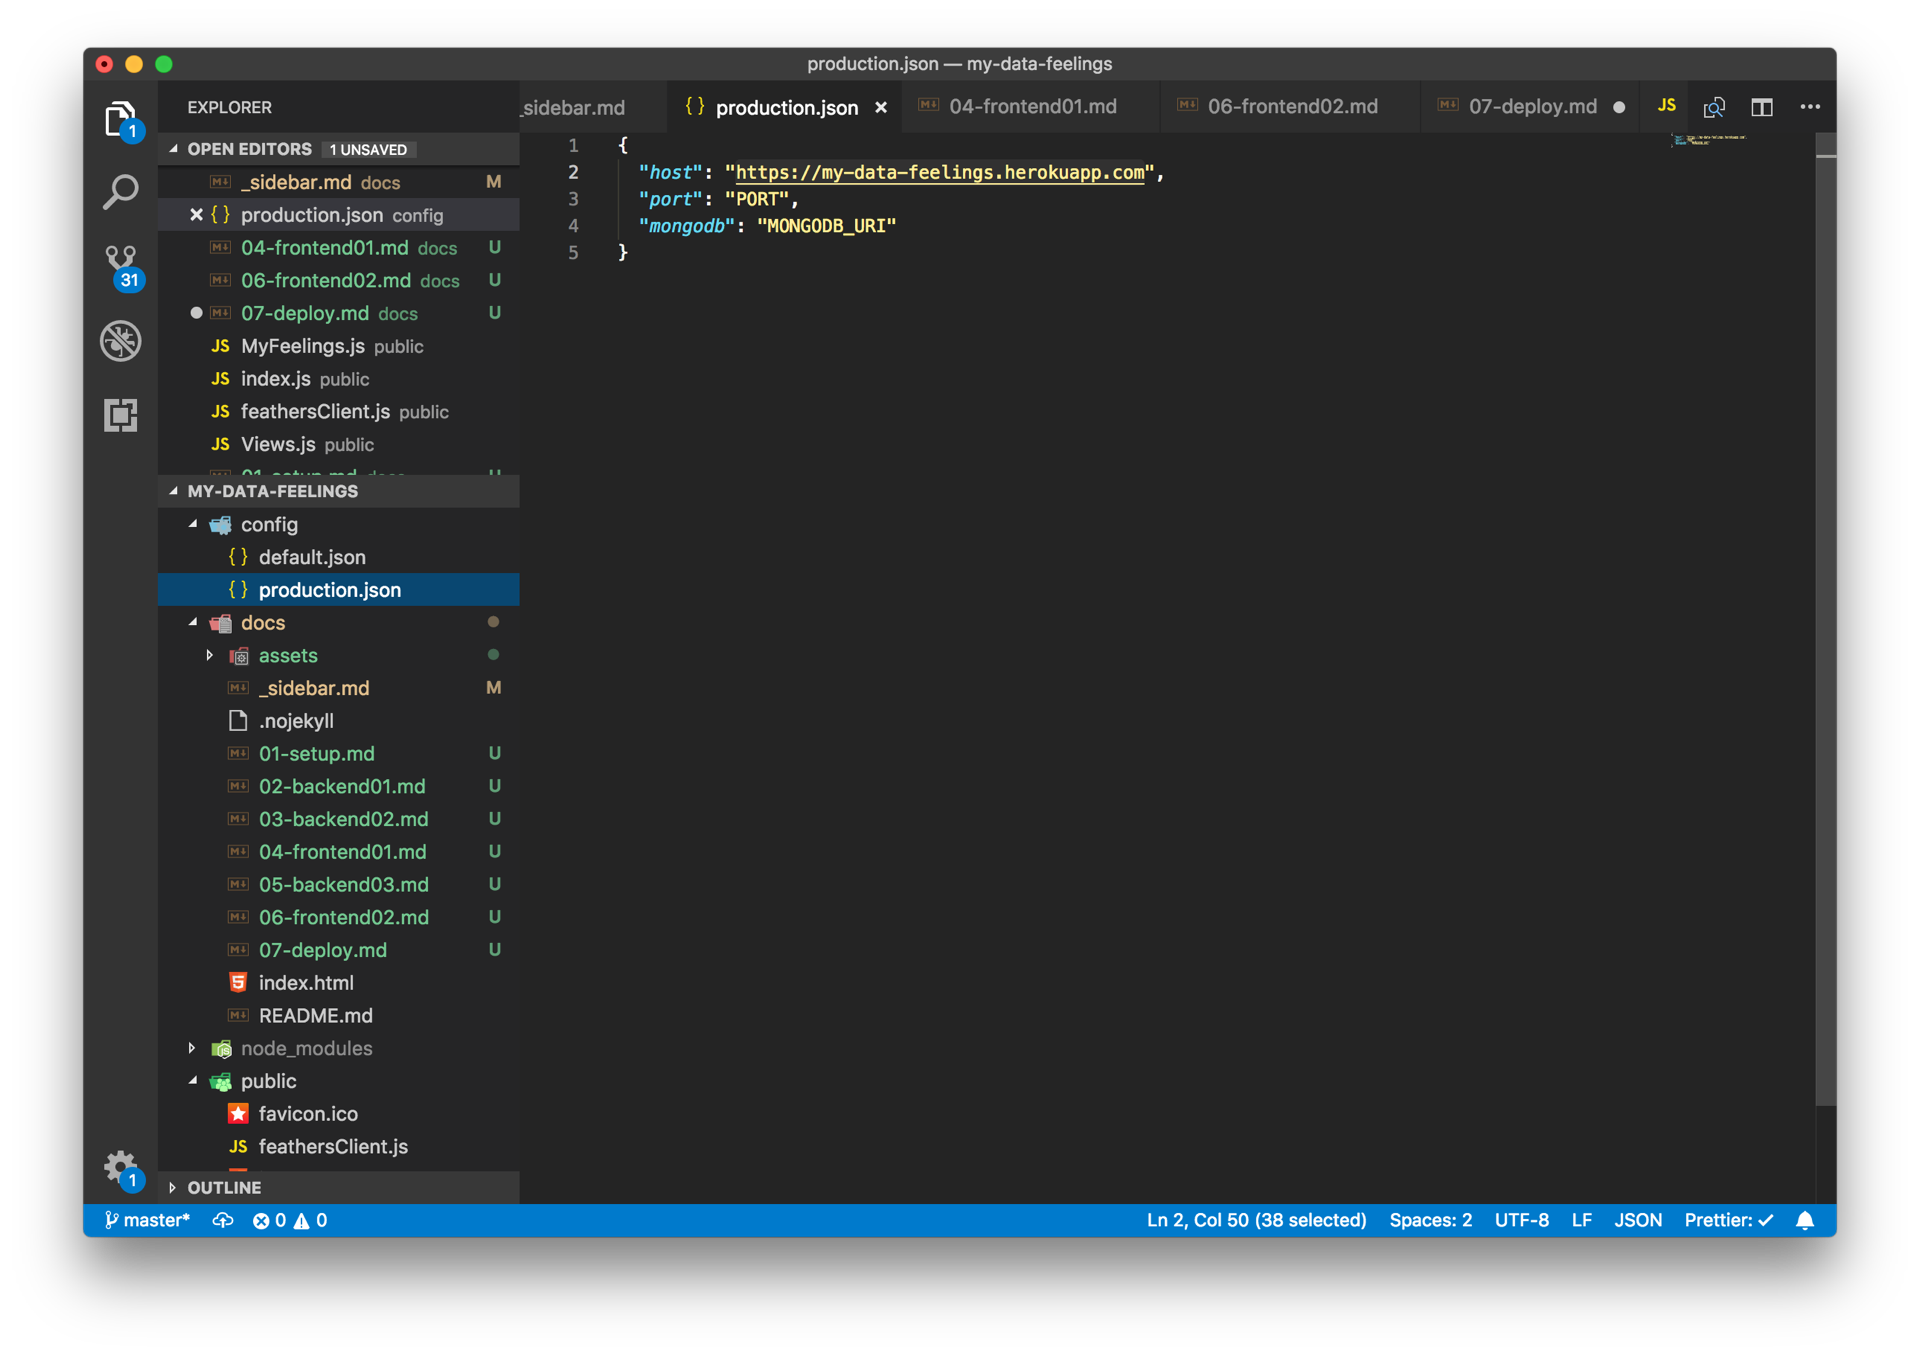 production.json — my-data-feelings
EXPLORER
_sidebar.md
{ } production.json ×
04-frontend01.md
06-frontend02.md
07-deploy.md
JS
1
OPEN EDITORS 1 UNSAVED
_sidebar.md docs M
{ } production.json config
04-frontend01.md docs U
06-frontend02.md docs U
31
07-deploy.md docs U
JS MyFeelings.js public
JS index.js public
JS feathersClient.js public
JS Views.js public
01-setup.md docs U
1 {
2 "host": "https://my-data-feelings.herokuapp.com",
3 "port": "PORT",
4 "mongodb": "MONGODB_URI"
5 }
MY-DATA-FEELINGS
config
{ } default.json
{ } production.json
docs
assets
_sidebar.md M
.nojekyll
01-setup.md U
02-backend01.md U
03-backend02.md U
04-frontend01.md U
05-backend03.md U
06-frontend02.md U
07-deploy.md U
index.html
README.md
node_modules
public
favicon.ico
JS feathersClient.js
1
OUTLINE
master* 0 0
Ln 2, Col 50 (38 selected) Spaces: 2 UTF-8 LF JSON Prettier: ✓